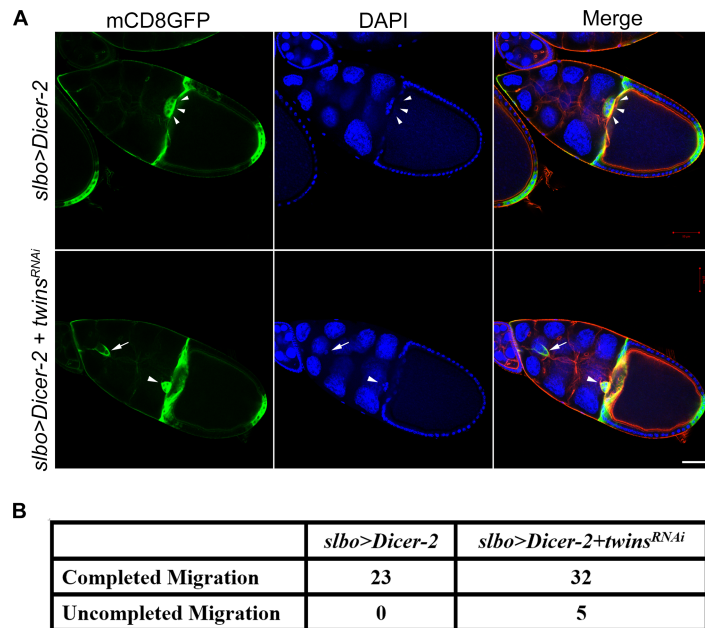 A
mCD8GFP
DAPI
Merge
slbo>Dicer-2
slbo>Dicer-2 + twinsRNAi
B
slbo>Dicer-2
slbo>Dicer-2+twinsRNAi
Completed Migration
23
32
Uncompleted Migration
0
5